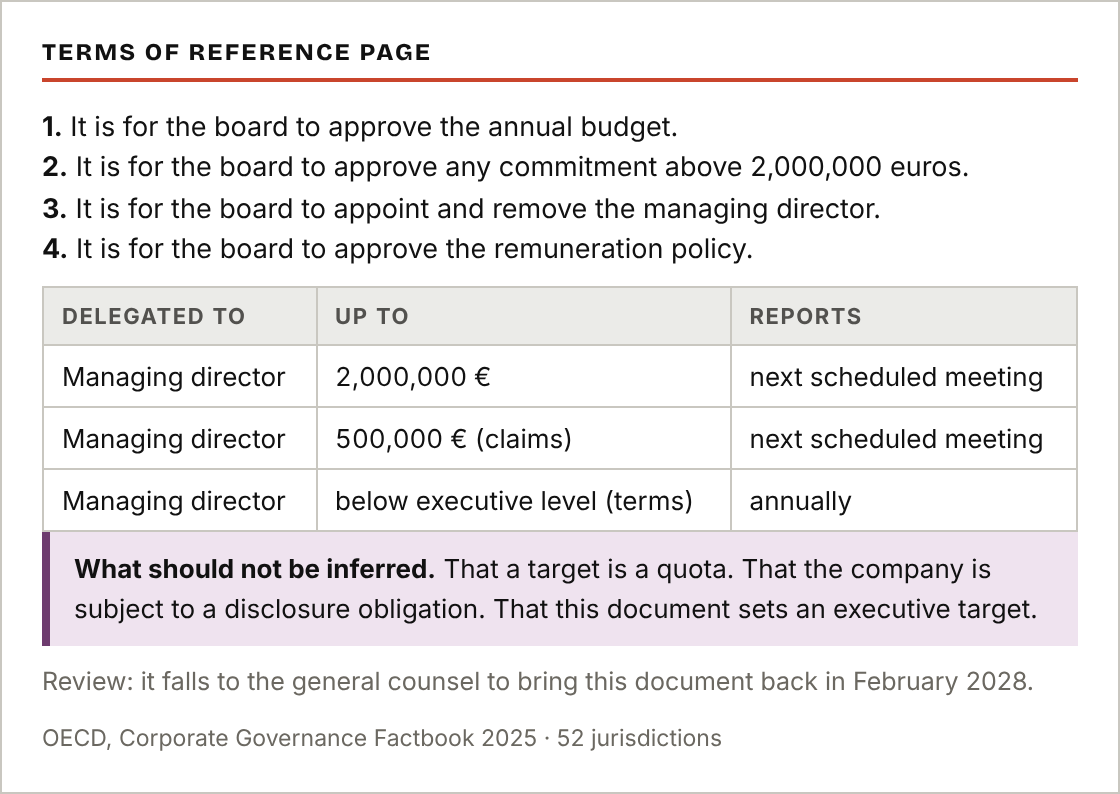 TERMS OF REFERENCE PAGE
1. It is for the board to approve the annual budget.
2. It is for the board to approve any commitment above 2,000,000 euros.
3. It is for the board to appoint and remove the managing director.
4. It is for the board to approve the remuneration policy.
DELEGATED TO UP TO REPORTS
Managing director 2,000,000 € next scheduled meeting
Managing director 500,000 € (claims) next scheduled meeting
Managing director below executive level (terms) annually
What should not be inferred. That a target is a quota. That the company is
subject to a disclosure obligation. That this document sets an executive target.
Review: it falls to the general counsel to bring this document back in February 2028.
OECD, Corporate Governance Factbook 2025 · 52 jurisdictions